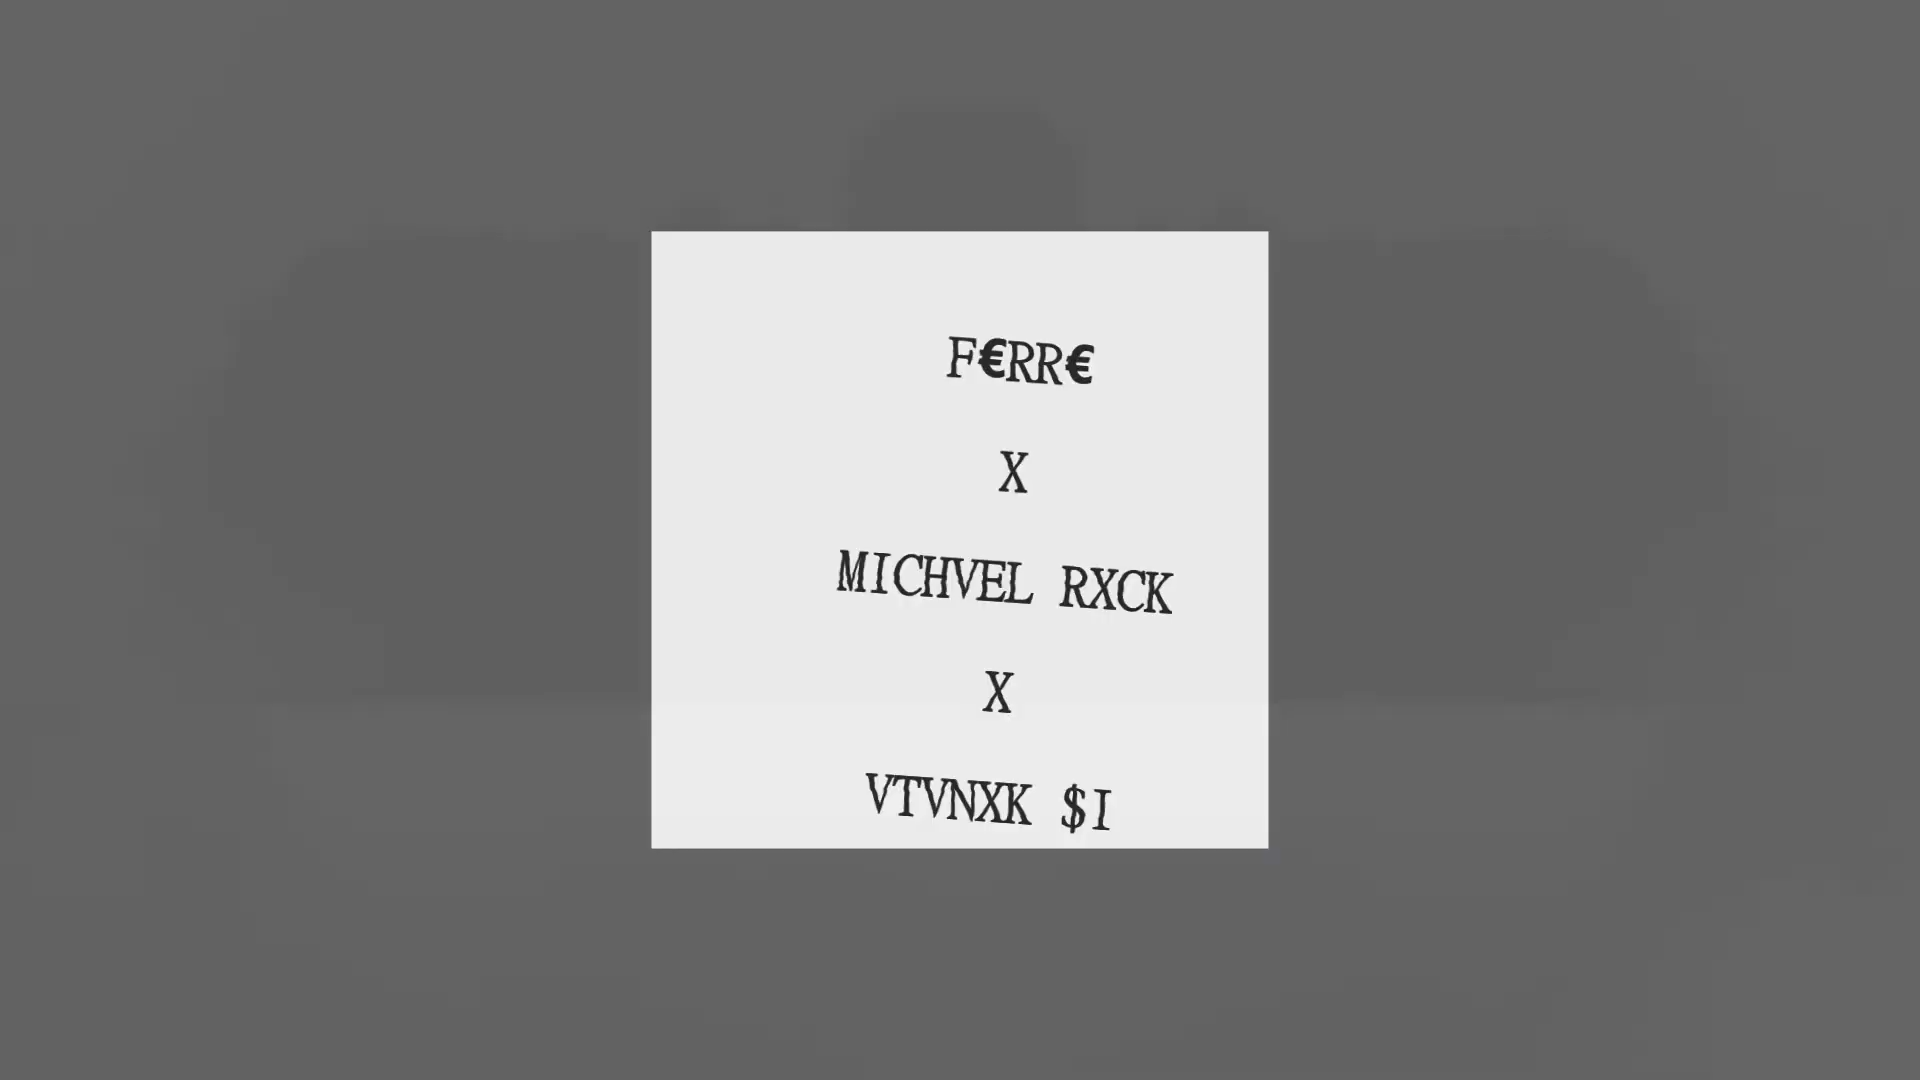 F€RR€
X
MICHVEL RXCK
X
VTVNXK $I